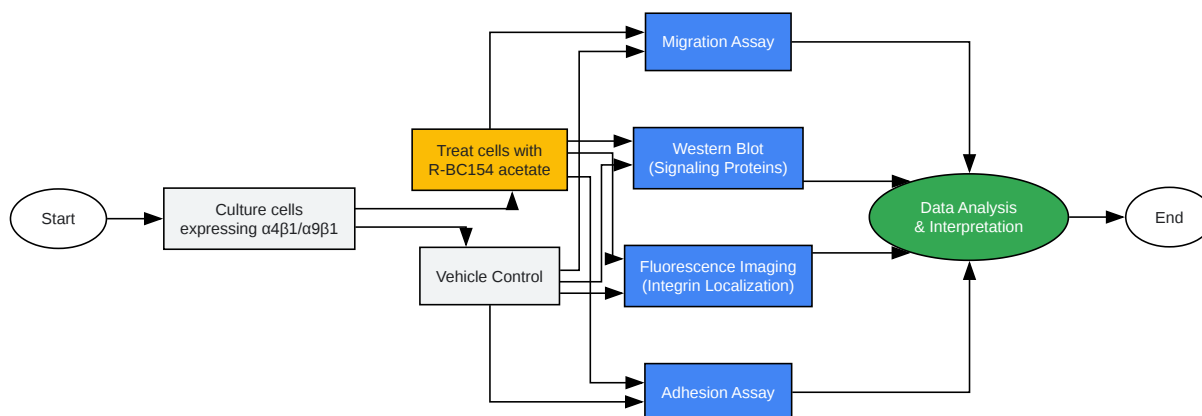 Start
Culture cells
expressing α4β1/α9β1
Treat cells with
R-BC154 acetate
Vehicle Control
Migration Assay
Western Blot
(Signaling Proteins)
Fluorescence Imaging
(Integrin Localization)
Adhesion Assay
Data Analysis
& Interpretation
End